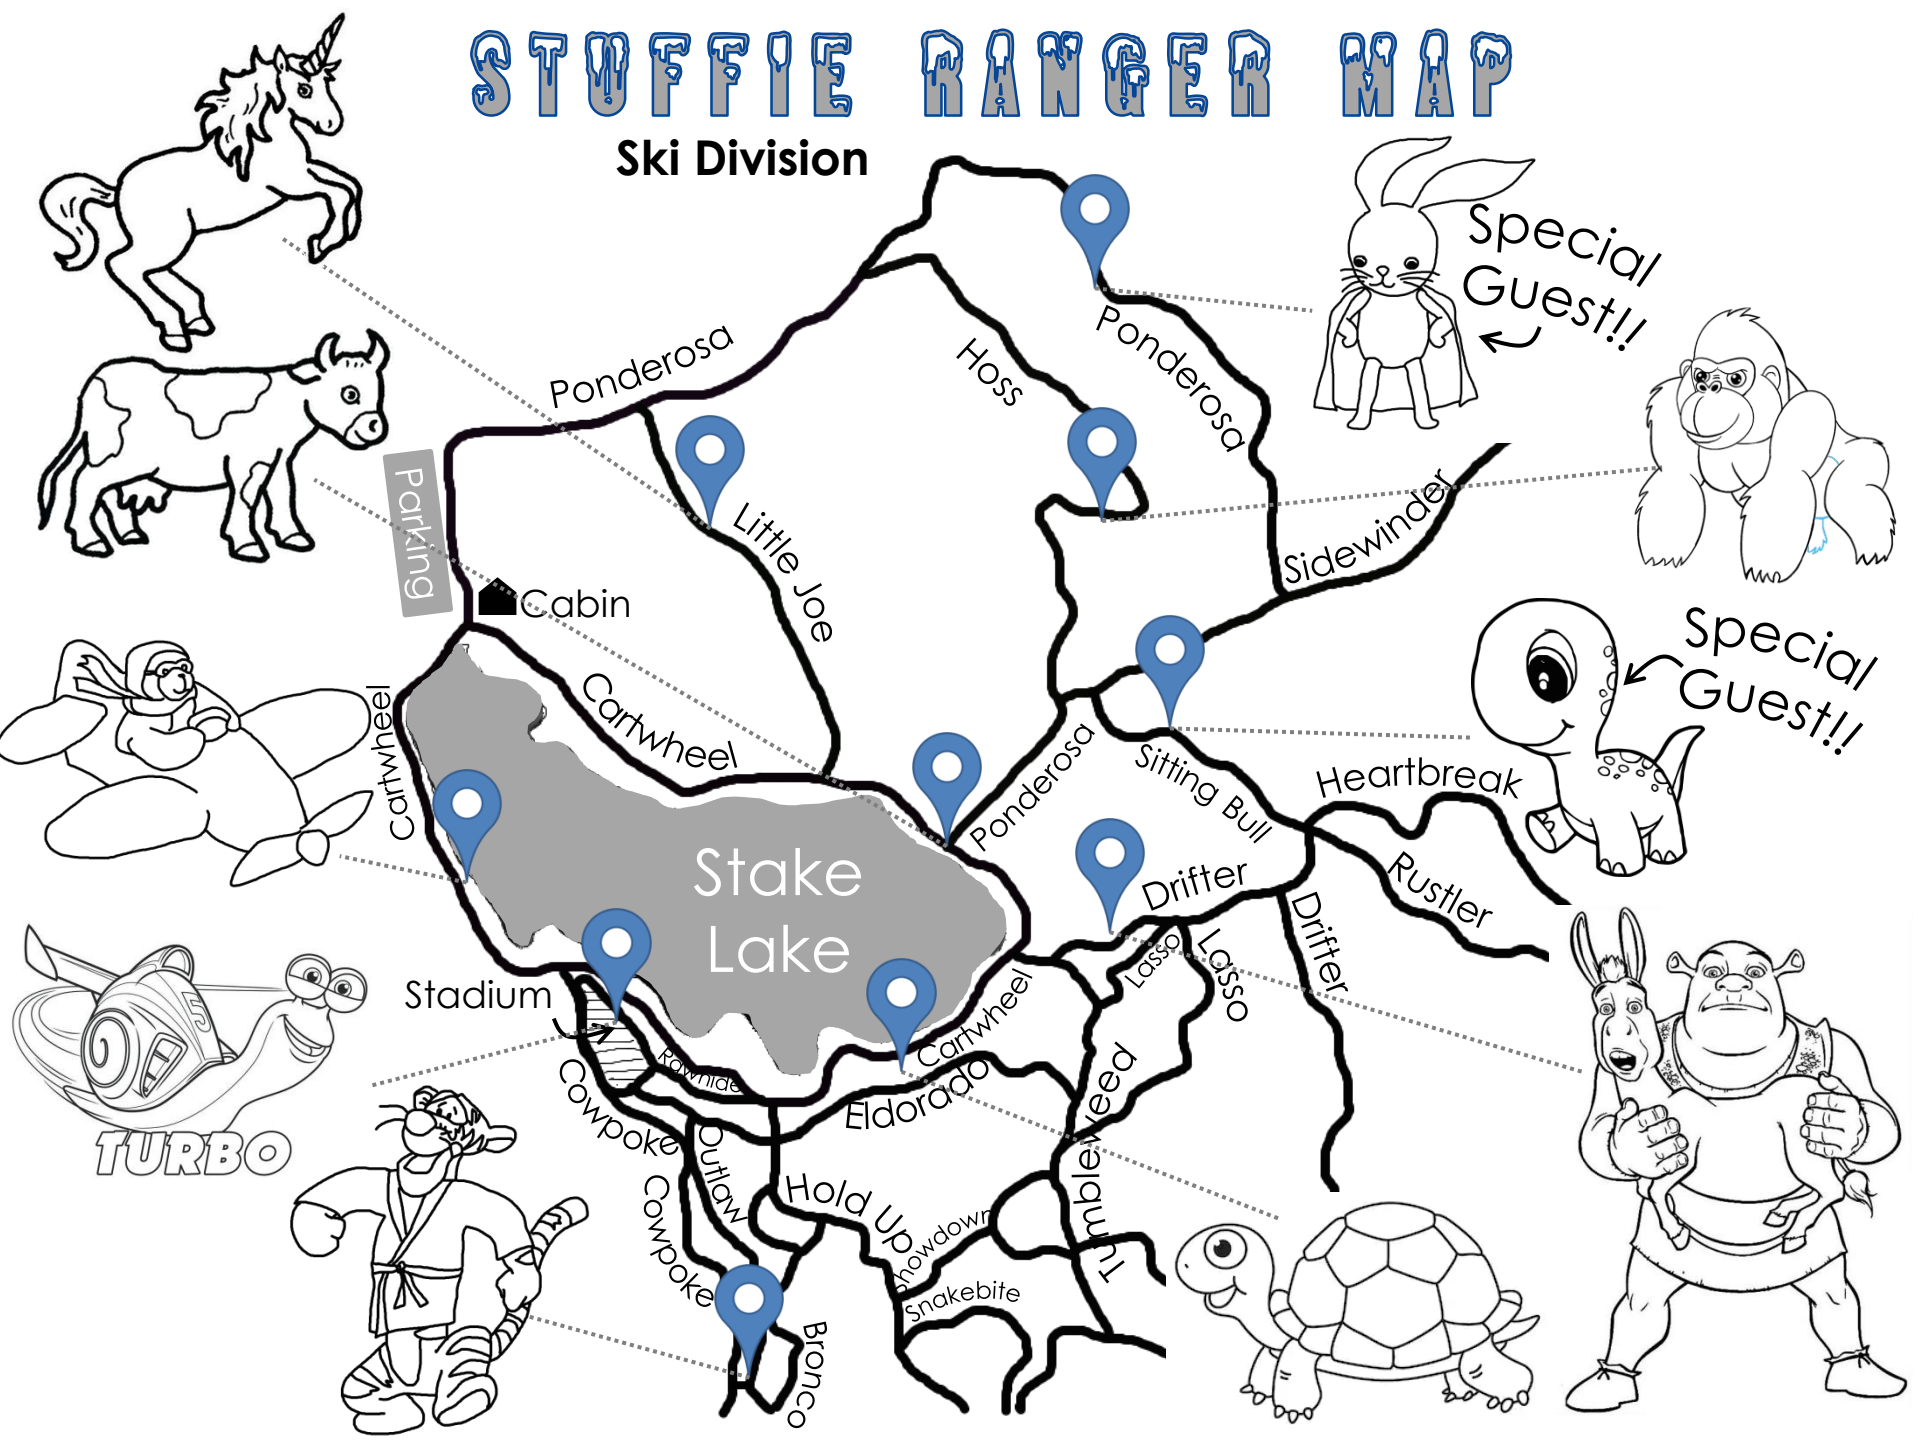 STUFFIE RANGER MAP
Ski Division
Special
Guest!!
Ponderosa
Hoss
Ponderosa
Parking
Little Joe
Sidewinder
Cabin
Special
Guest!!
Cartwheel
Cartwheel
Ponderosa
Sitting Bull
Heartbreak
Stake
Lake
Drifter
Rustler
Drifter
Lasso
Lasso
Stadium
5
Cartwheel
Rawhide
Cowpoke
Eldorado
Tumbleweed
TURBO
Outlaw
Cowpoke
Hold Up
Showdown
Snakebite
Bronco